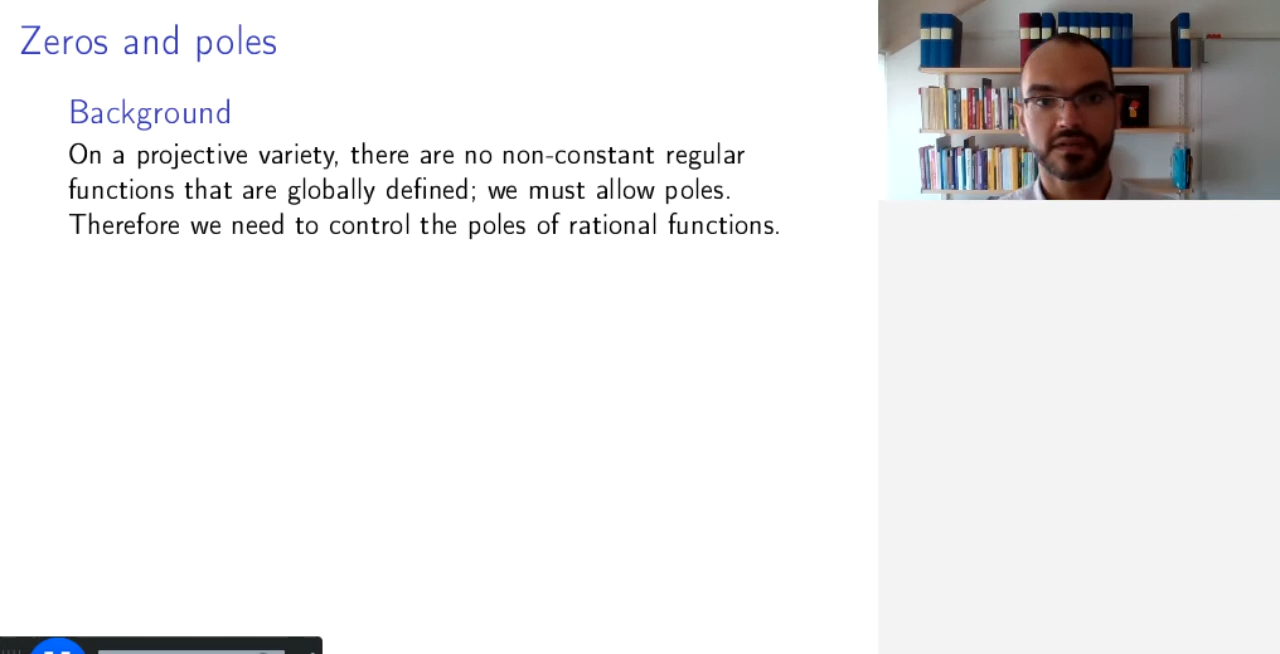 Zeros and poles
Background
On a projective variety, there are no non-constant regular
functions that are globally defined; we must allow poles.
Therefore we need to control the poles of rational functions.